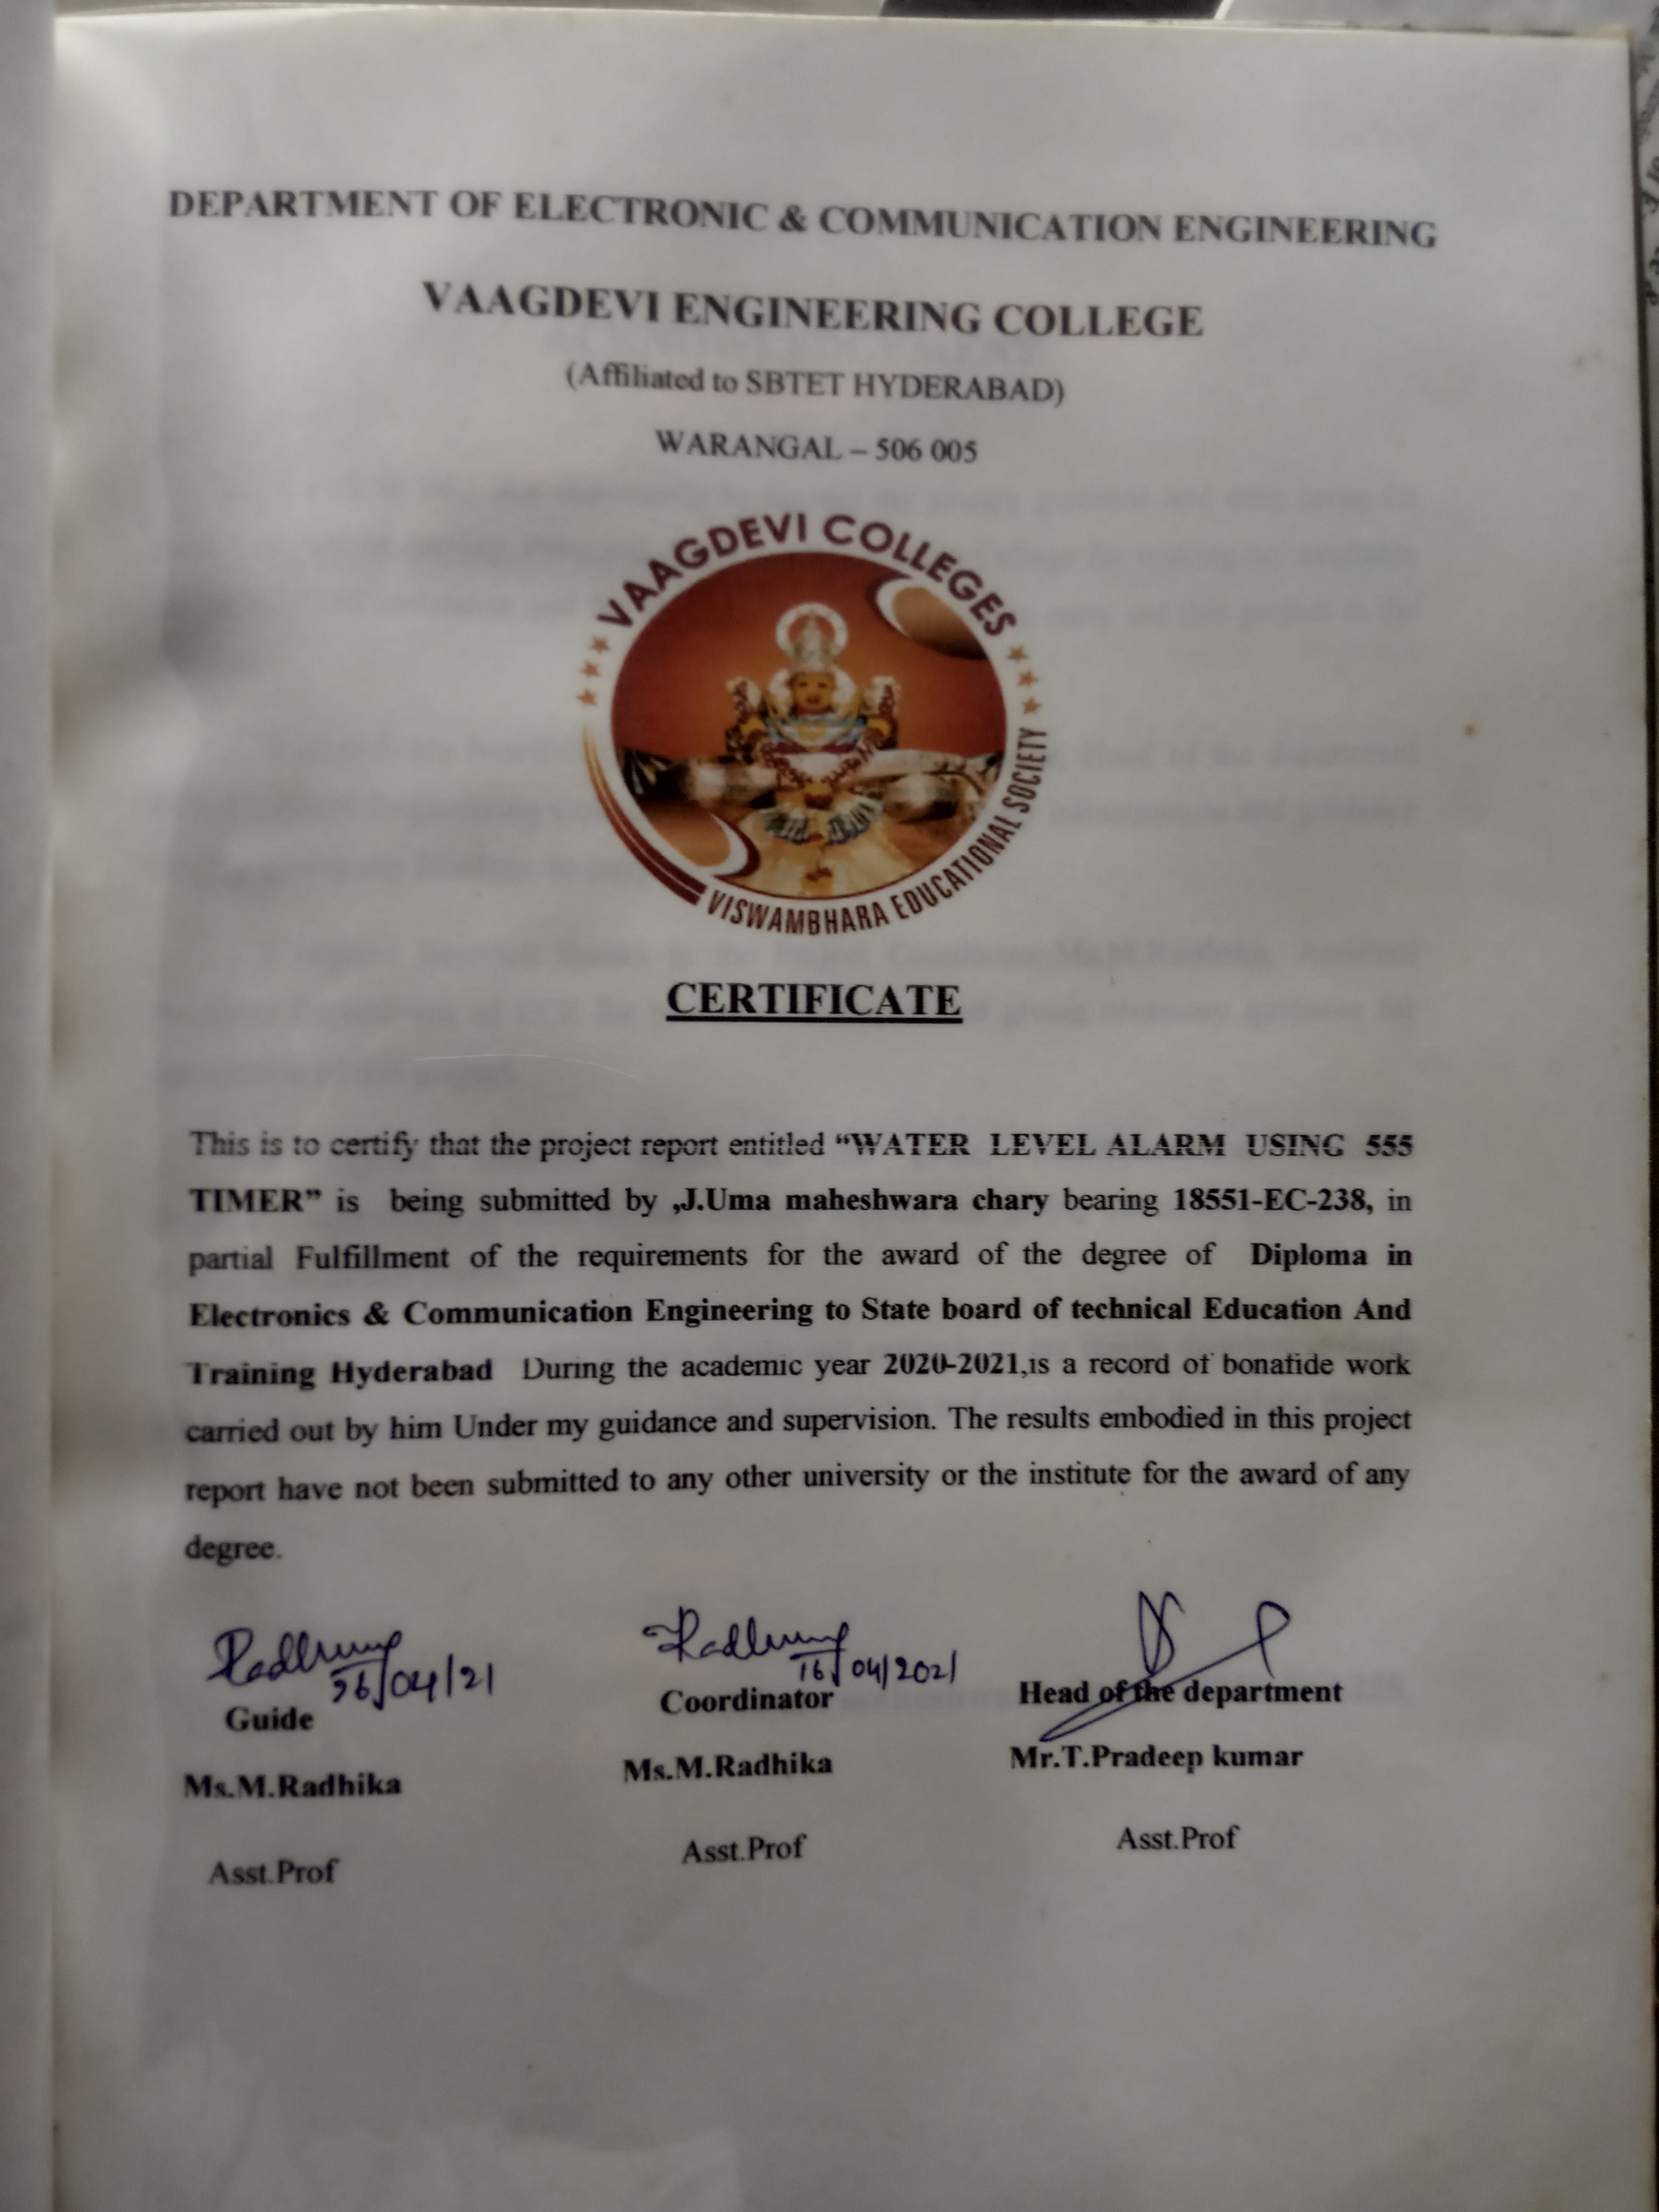 DEPARTMENT OF ELECTRONIC & COMMUNICATION ENGINEERING
VAAGDEVI ENGINEERING COLLEGE
(Affiliated to SBTET HYDERABAD)
WARANGAL – 506 005
VAAGDEVI COLLEGES
VISWAMBHARA EDUCATIONAL SOCIETY
CERTIFICATE
This is to certify that the project report entitled “WATER LEVEL ALARM USING 555
TIMER” is being submitted by ,J.Uma maheshwara chary bearing 18551-EC-238, in
partial Fulfillment of the requirements for the award of the degree of Diploma in
Electronics & Communication Engineering to State board of technical Education And
Training Hyderabad During the academic year 2020-2021,is a record of bonafide work
carried out by him Under my guidance and supervision. The results embodied in this project
report have not been submitted to any other university or the institute for the award of any
degree.
16/04/2021
Guide Coordinator Head of the department
Ms.M.Radhika Ms.M.Radhika Mr.T.Pradeep kumar
Asst.Prof Asst.Prof Asst.Prof